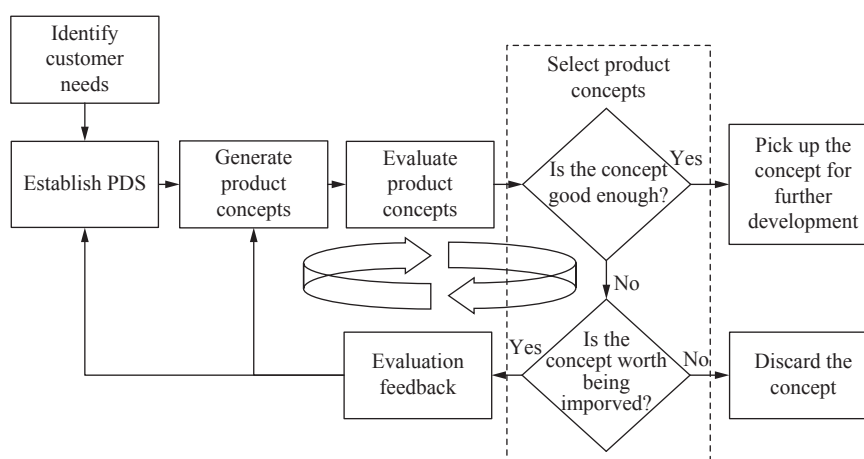 Identify
customer
needs
Select product
concepts
Establish PDS
Generate
product
concepts
Evaluate
product
concepts
Is the concept
good enough?
Yes
Pick up the
concept for
further
development
No
Evaluation
feedback
Yes
Is the
concept worth
being
imporved?
No
Discard the
concept